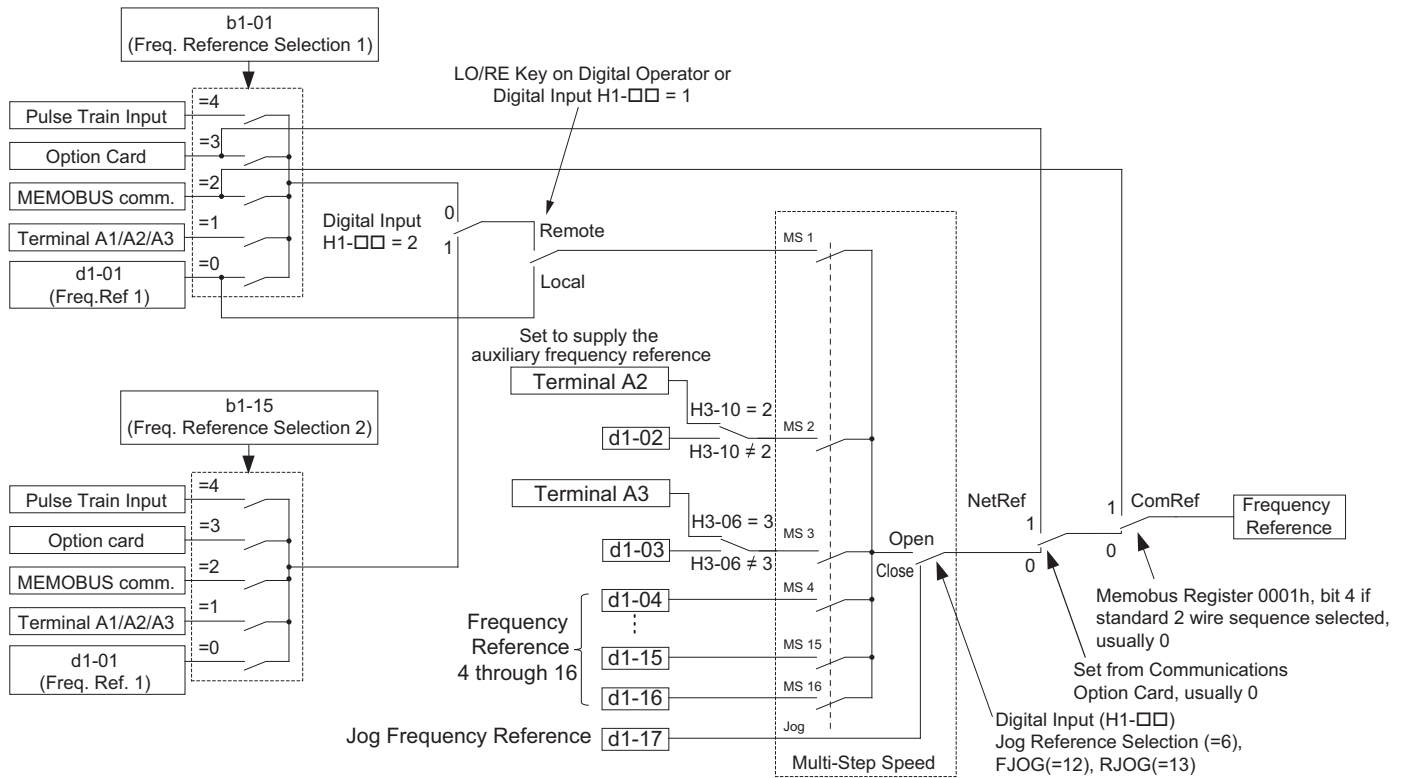 b1-01
(Freq. Reference Selection 1)
=4
Pulse Train Input
=3
Option Card
=2
MEMOBUS comm.
=1
Terminal A1/A2/A3
=0
d1-01
(Freq.Ref 1)
LO/RE Key on Digital Operator or
Digital Input H1-□□ = 1
Digital Input
H1-□□ = 2
0
1
Remote
Local
b1-15
(Freq. Reference Selection 2)
=4
Pulse Train Input
=3
Option card
=2
MEMOBUS comm.
=1
Terminal A1/A2/A3
=0
d1-01
(Freq. Ref. 1)
Set to supply the
auxiliary frequency reference
Terminal A2
H3-10 = 2
d1-02
H3-10 ≠ 2
Terminal A3
H3-06 = 3
d1-03
H3-06 ≠ 3
Frequency
Reference
4 through 16
d1-04
d1-15
d1-16
Jog Frequency Reference
d1-17
MS 1
MS 2
MS 3
MS 4
MS 15
MS 16
Jog
Multi-Step Speed
Open
Close
NetRef
1
0
1
ComRef
0
Frequency
Reference
Memobus Register 0001h, bit 4 if
standard 2 wire sequence selected,
usually 0
Set from Communications
Option Card, usually 0
Digital Input (H1-□□)
Jog Reference Selection (=6),
FJOG(=12), RJOG(=13)